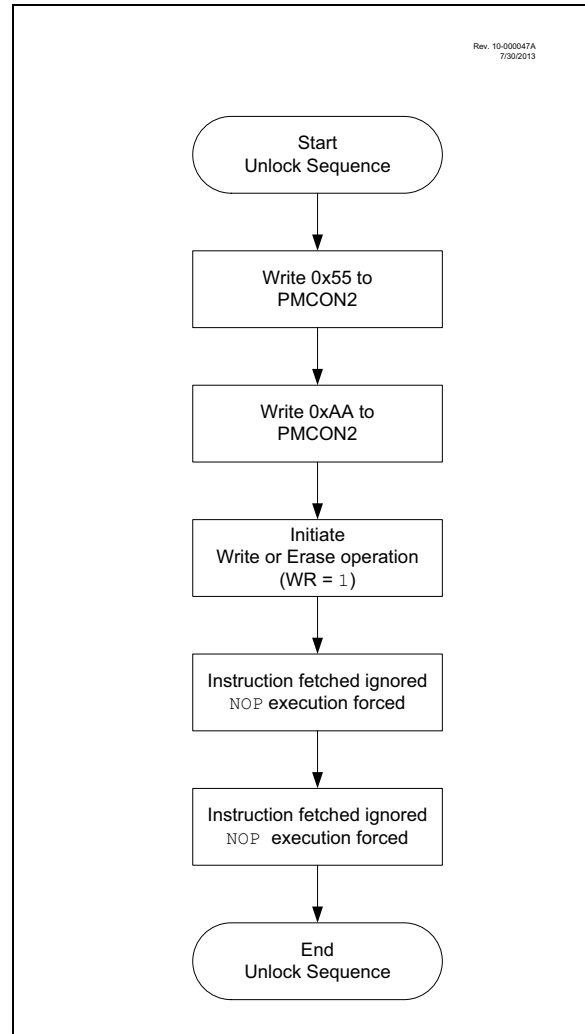 Rev. 10-000047A
7/30/2013
Start
Unlock Sequence
Write 0x55 to
PMCON2
Write 0xAA to
PMCON2
Initiate
Write or Erase operation
(WR = 1)
Instruction fetched ignored
NOP execution forced
Instruction fetched ignored
NOP execution forced
End
Unlock Sequence